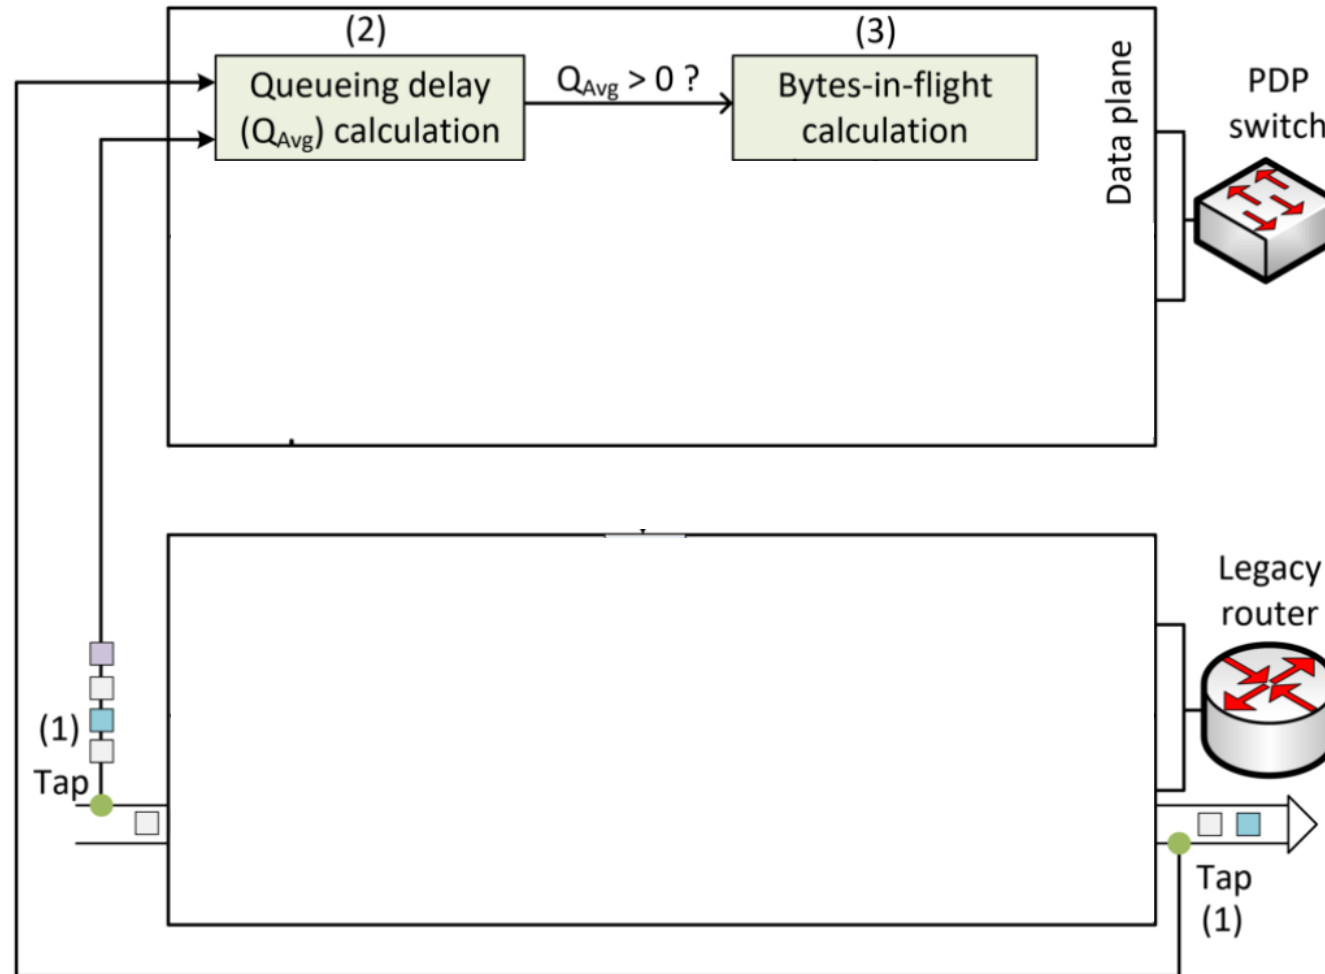 (2)
Queueing delay
(QAvg) calculation
QAvg > 0 ?
(3)
Bytes-in-flight
calculation
Data plane
PDP
switch
Legacy
router
(1)
Tap
Tap
(1)